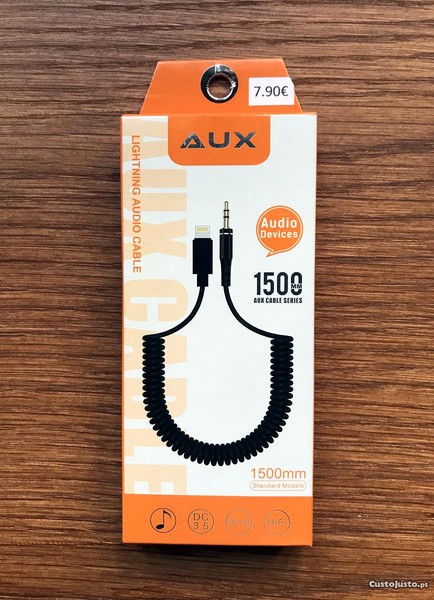 7.90€
AUX
LIGHTNING AUDIO CABLE
AUX CABLE
Audio
Devices
1500
MM
AUX CABLE SERIES
1500mm
Standard Models
DC
3.5
HiFi
CustoJusto.pt